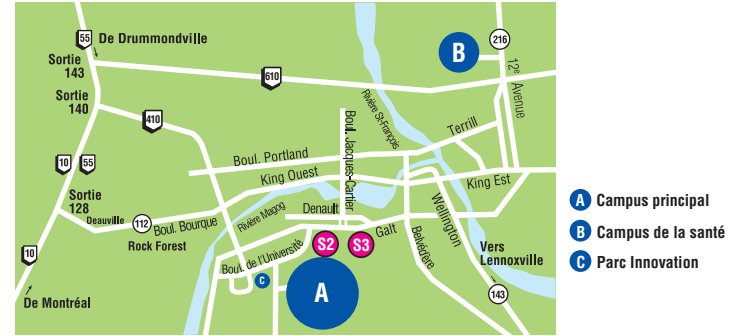 55
De Drummondville
Sortie
143
216
B
12e Avenue
610
Sortie
140
410
Rivière St-François
Boul. Jacques-Cartier
Terrill
10
55
Boul. Portland
King Ouest
King Est
Sortie
128
Deauville
112
Boul. Bourque
Rock Forest
Rivière Magog
Denault
Wellington
Galt
S2
S3
Belvédère
Boul. de l'Université
10
C
A
Vers
Lennoxville
143
De Montréal
A Campus principal
B Campus de la santé
C Parc Innovation